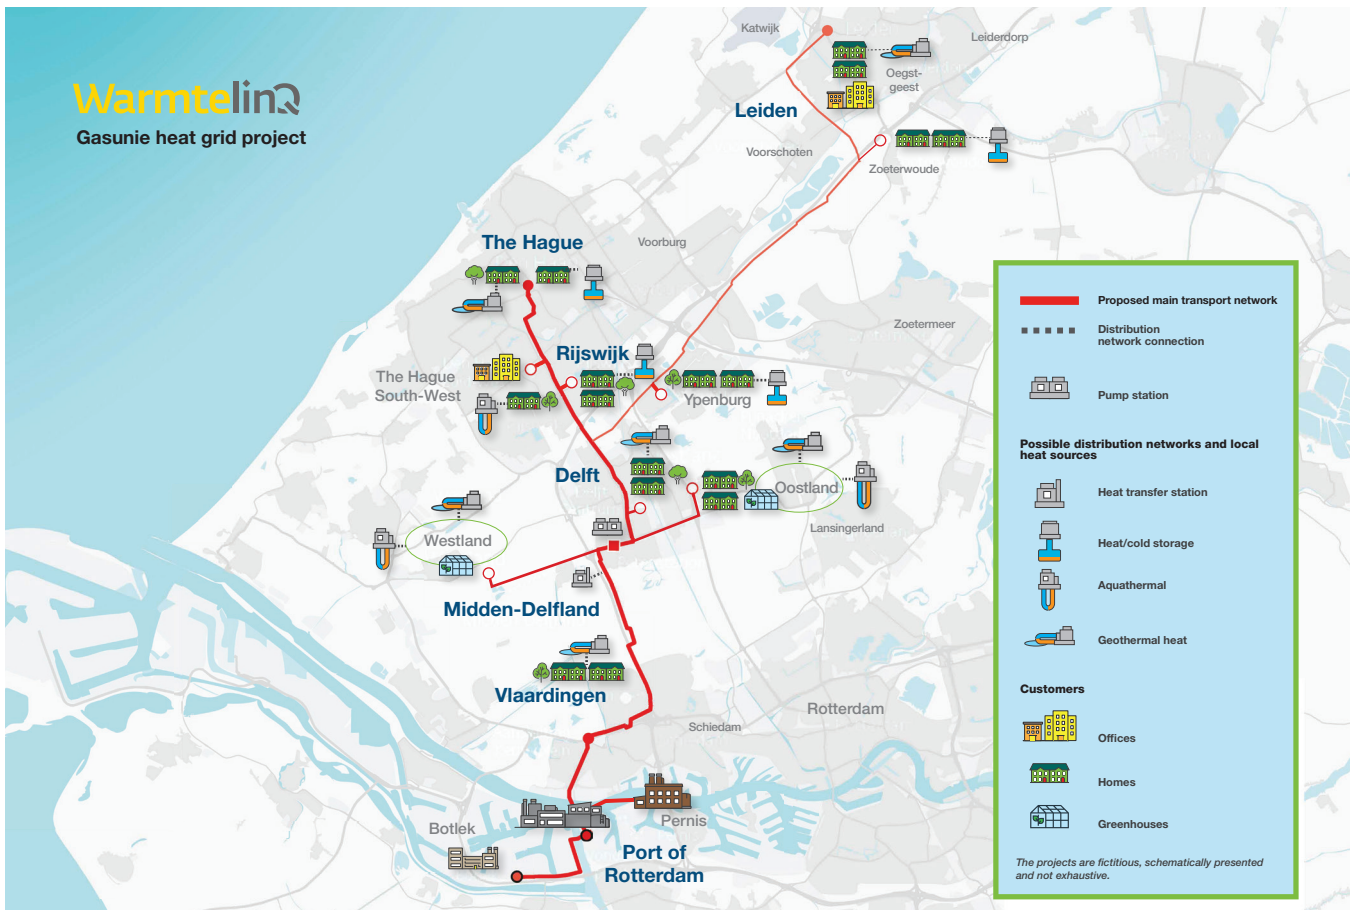 WarmtelinQ
Gasunie heat grid project
Katwijk
Leiderdorp
Oegst-
geest
Leiden
Voorschoten
Zoeterwoude
The Hague
Voorburg
Zoetermeer
Rijswijk
The Hague
South-West
Ypenburg
Delft
Oostland
Lansingerland
Westland
Midden-Delfland
Vlaardingen
Schiedam
Rotterdam
Pernis
Botlek
Port of
Rotterdam
Proposed main transport network
Distribution
network connection
Pump station
Possible distribution networks and local
heat sources
Heat transfer station
Heat/cold storage
Aquathermal
Geothermal heat
Customers
Offices
Homes
Greenhouses
The projects are fictitious, schematically presented
and not exhaustive.